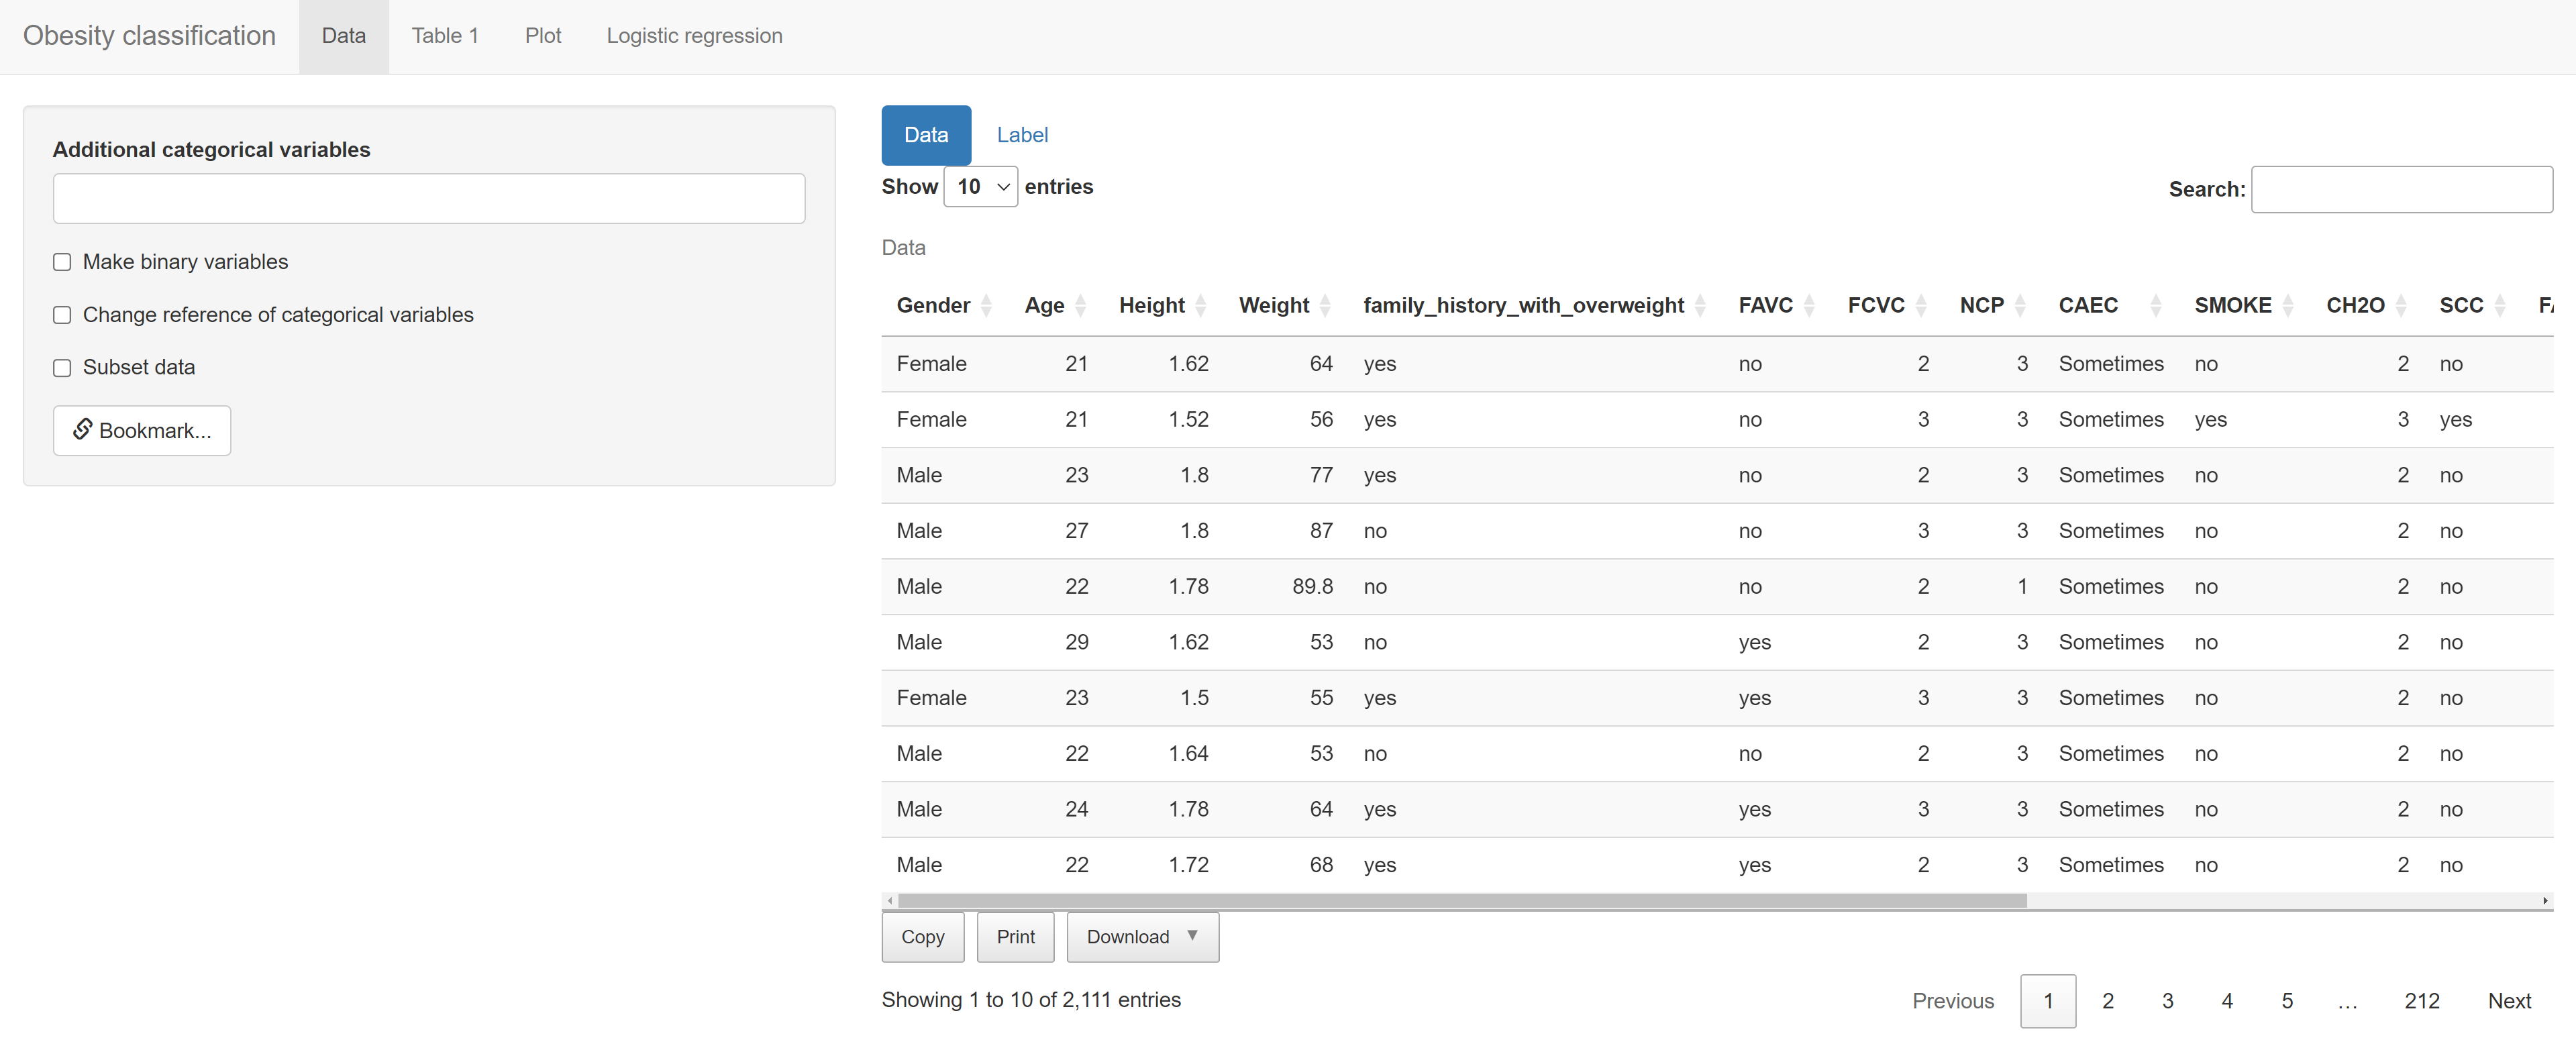 Obesity classification Data Table 1 Plot Logistic regression
Additional categorical variables
Make binary variables
Change reference of categorical variables
Subset data
Bookmark...
Data Label
Show 10 entries
Search:
Data
Gender Age Height Weight family_history_with_overweight FAVC FCVC NCP CAEC SMOKE CH2O SCC
Female 21 1.62 64 yes no 2 3 Sometimes no 2 no
Female 21 1.52 56 yes no 3 3 Sometimes yes 3 yes
Male 23 1.8 77 yes no 2 3 Sometimes no 2 no
Male 27 1.8 87 no no 3 3 Sometimes no 2 no
Male 22 1.78 89.8 no no 2 1 Sometimes no 2 no
Male 29 1.62 53 no yes 2 3 Sometimes no 2 no
Female 23 1.5 55 yes yes 3 3 Sometimes no 2 no
Male 22 1.64 53 no no 2 3 Sometimes no 2 no
Male 24 1.78 64 yes yes 3 3 Sometimes no 2 no
Male 22 1.72 68 yes yes 2 3 Sometimes no 2 no
Copy Print Download
Showing 1 to 10 of 2,111 entries
Previous 1 2 3 4 5 … 212 Next